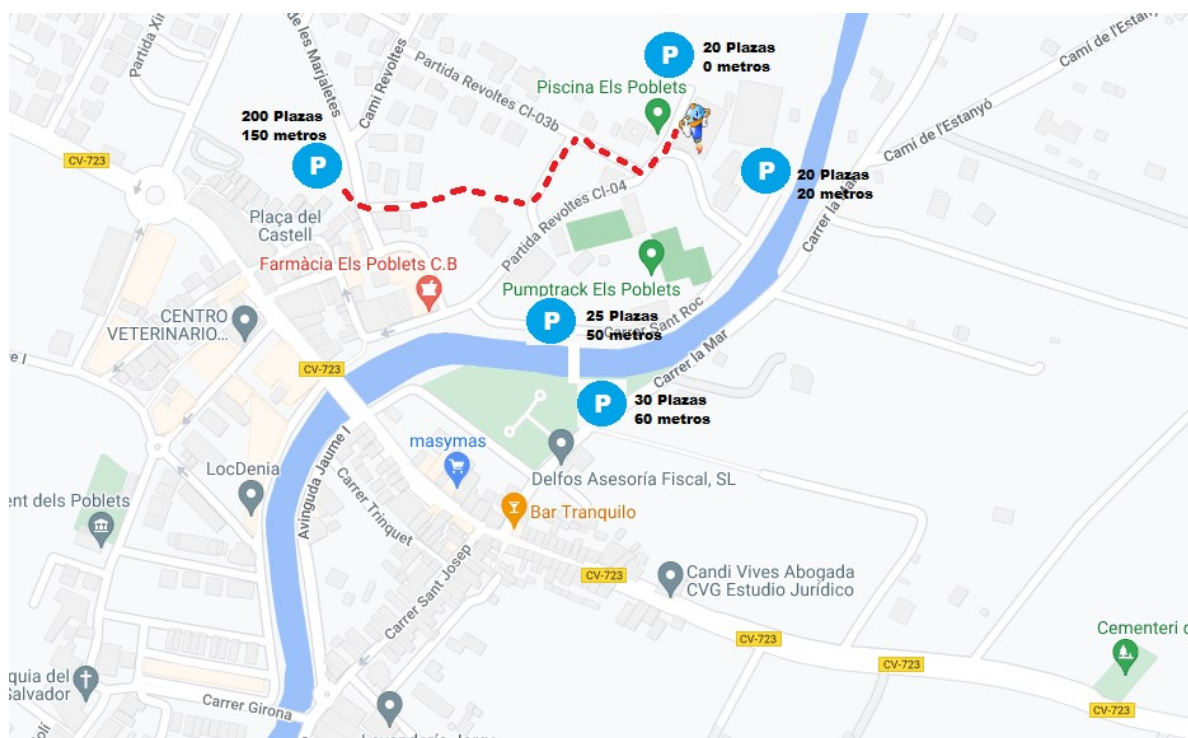 Partida Xi
de les Marjaletes
Camí Revoltes
Partida Revoltes Cl-03b
20 Plazas
0 metros
P
Piscina Els Poblets
Camí de l'Estanyó
Camí de l'Estanyó
200 Plazas
150 metros
P
CV-723
P
20 Plazas
20 metros
Carrer la Mar
Plaça del
Castell
Partida Revoltes Cl-04
Farmàcia Els Poblets C.B
Pumptrack Els Poblets
CENTRO
VETERINARIO...
P
25 Plazas
50 metros
Carrer Sant Roc
Carrer la Mar
e I
CV-723
P
30 Plazas
60 metros
masymas
LocDenia
Avinguda Jaume I
Carrer Trinquet
Delfos Asesoría Fiscal, SL
ent dels Poblets
Bar Tranquilo
Carrer Sant Josep
CV-723
Candi Vives Abogada
CVG Estudio Jurídico
CV-723
CV-723
Cementeri d
CV-723
quia del
Salvador
Carrer Girona
olí